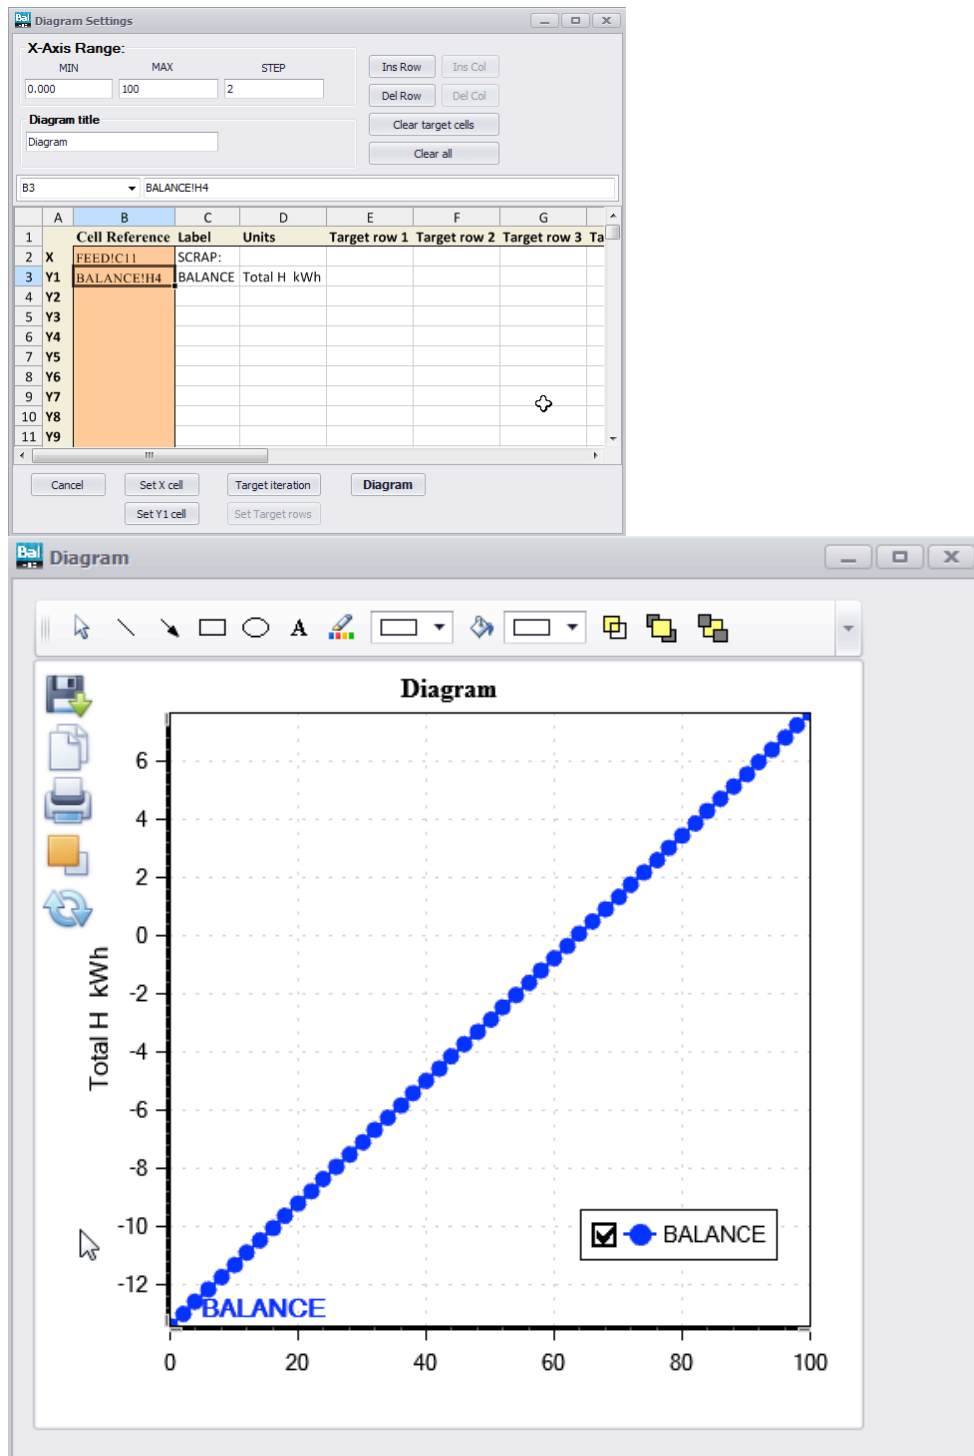 Bal Diagram Settings
X-Axis Range:
MIN MAX STEP
0.000 100 2
Ins Row Ins Col
Del Row Del Col
Diagram title
Diagram
Clear target cells
Clear all
B3 BALANCE!H4
A B C D E F G
1 Cell Reference Label Units Target row 1 Target row 2 Target row 3 Ta
2 X FEED!C11 SCRAP:
3 Y1 BALANCE!H4 BALANCE Total H kWh
4 Y2
5 Y3
6 Y4
7 Y5
8 Y6
9 Y7
10 Y8
11 Y9
Cancel Set X cell Target iteration Diagram
Set Y1 cell Set Target rows
Bal Diagram
A
Diagram
6
4
2
0
-2
-4
-6
-8
-10
-12
Total H kWh
BALANCE
BALANCE
0 20 40 60 80 100